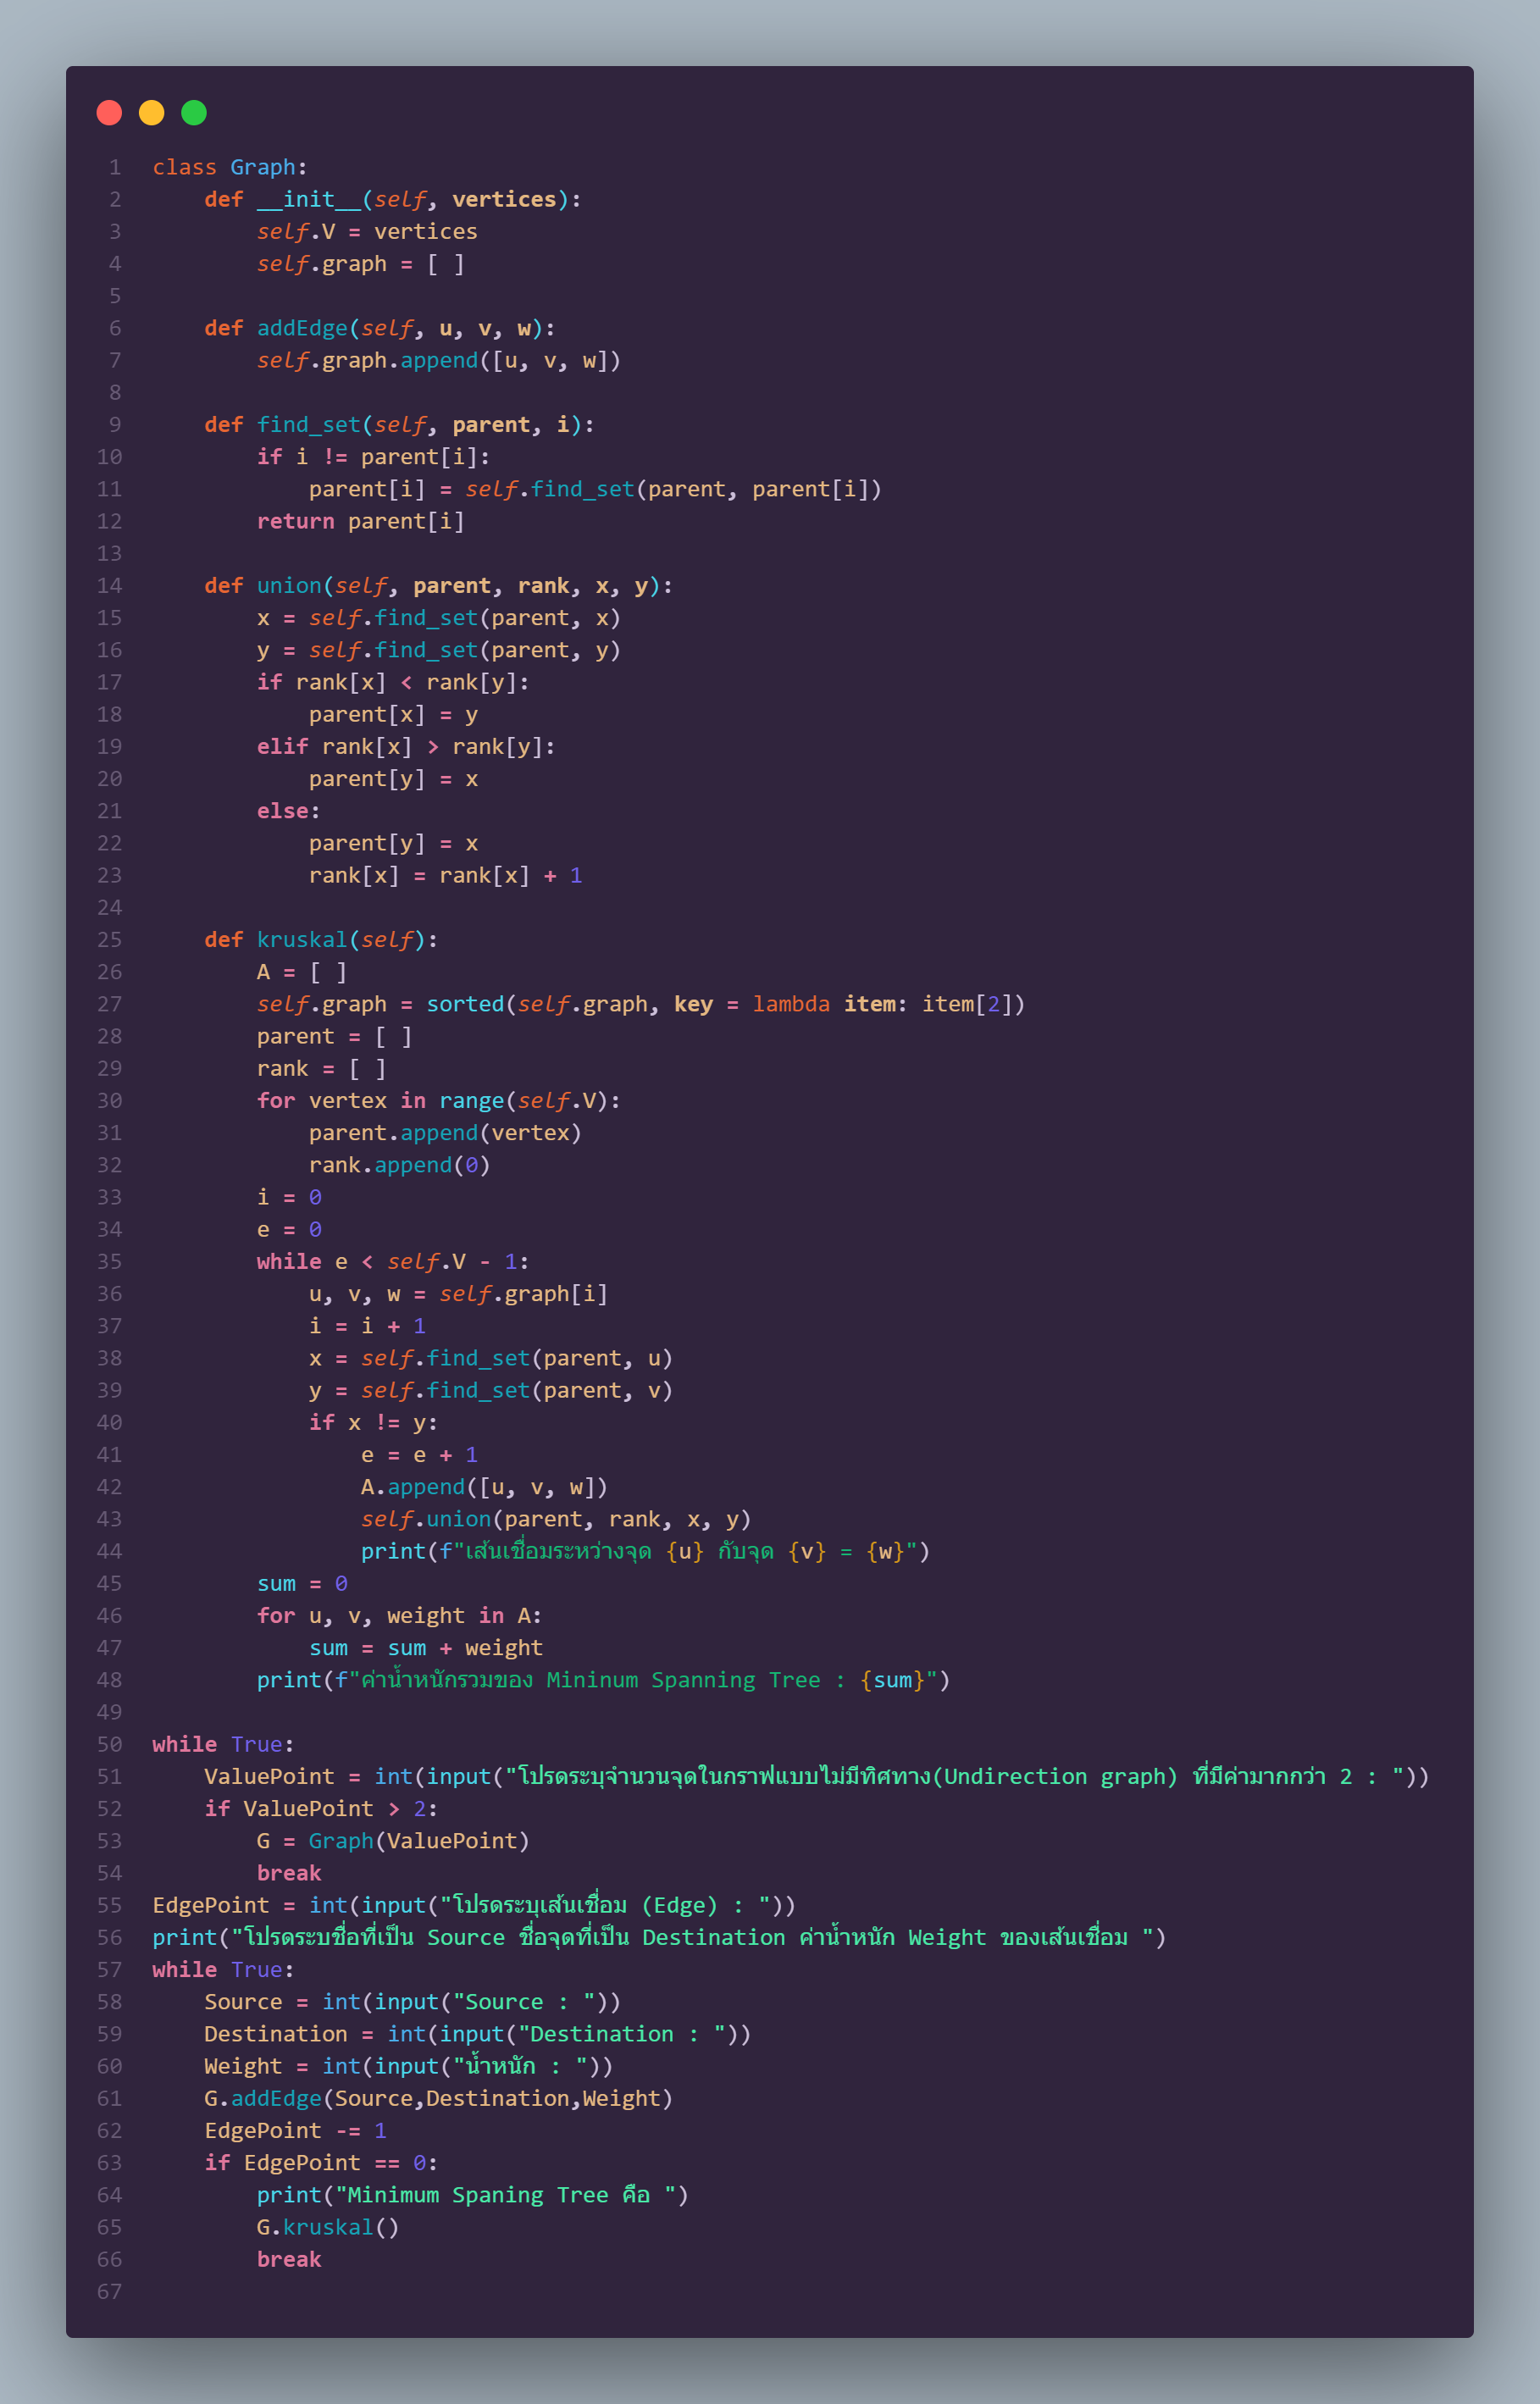 1 class Graph:
2     def __init__(self, vertices):
3         self.V = vertices
4         self.graph = [ ]
5
6     def addEdge(self, u, v, w):
7         self.graph.append([u, v, w])
8
9     def find_set(self, parent, i):
10         if i != parent[i]:
11             parent[i] = self.find_set(parent, parent[i])
12         return parent[i]
13
14     def union(self, parent, rank, x, y):
15         x = self.find_set(parent, x)
16         y = self.find_set(parent, y)
17         if rank[x] < rank[y]:
18             parent[x] = y
19         elif rank[x] > rank[y]:
20             parent[y] = x
21         else:
22             parent[y] = x
23             rank[x] = rank[x] + 1
24
25     def kruskal(self):
26         A = [ ]
27         self.graph = sorted(self.graph, key = lambda item: item[2])
28         parent = [ ]
29         rank = [ ]
30         for vertex in range(self.V):
31             parent.append(vertex)
32             rank.append(0)
33         i = 0
34         e = 0
35         while e < self.V - 1:
36             u, v, w = self.graph[i]
37             i = i + 1
38             x = self.find_set(parent, u)
39             y = self.find_set(parent, v)
40             if x != y:
41                 e = e + 1
42                 A.append([u, v, w])
43                 self.union(parent, rank, x, y)
44                 print(f"เส้นเชื่อมระหว่างจุด {u} กับจุด {v} = {w}")
45         sum = 0
46         for u, v, weight in A:
47             sum = sum + weight
48         print(f"ค่าน้ำหนักรวมของ Mininum Spanning Tree : {sum}")
49
50 while True:
51     ValuePoint = int(input("โปรดระบุจำนวนจุดในกราฟแบบไม่มีทิศทาง(Undirection graph) ที่มีค่ามากกว่า 2 : "))
52     if ValuePoint > 2:
53         G = Graph(ValuePoint)
54         break
55 EdgePoint = int(input("โปรดระบุเส้นเชื่อม (Edge) : "))
56 print("โปรดระบชื่อที่เป็น Source ชื่อจุดที่เป็น Destination ค่าน้ำหนัก Weight ของเส้นเชื่อม ")
57 while True:
58     Source = int(input("Source : "))
59     Destination = int(input("Destination : "))
60     Weight = int(input("น้ำหนัก : "))
61     G.addEdge(Source,Destination,Weight)
62     EdgePoint -= 1
63     if EdgePoint == 0:
64         print("Minimum Spaning Tree คือ ")
65         G.kruskal()
66         break
67